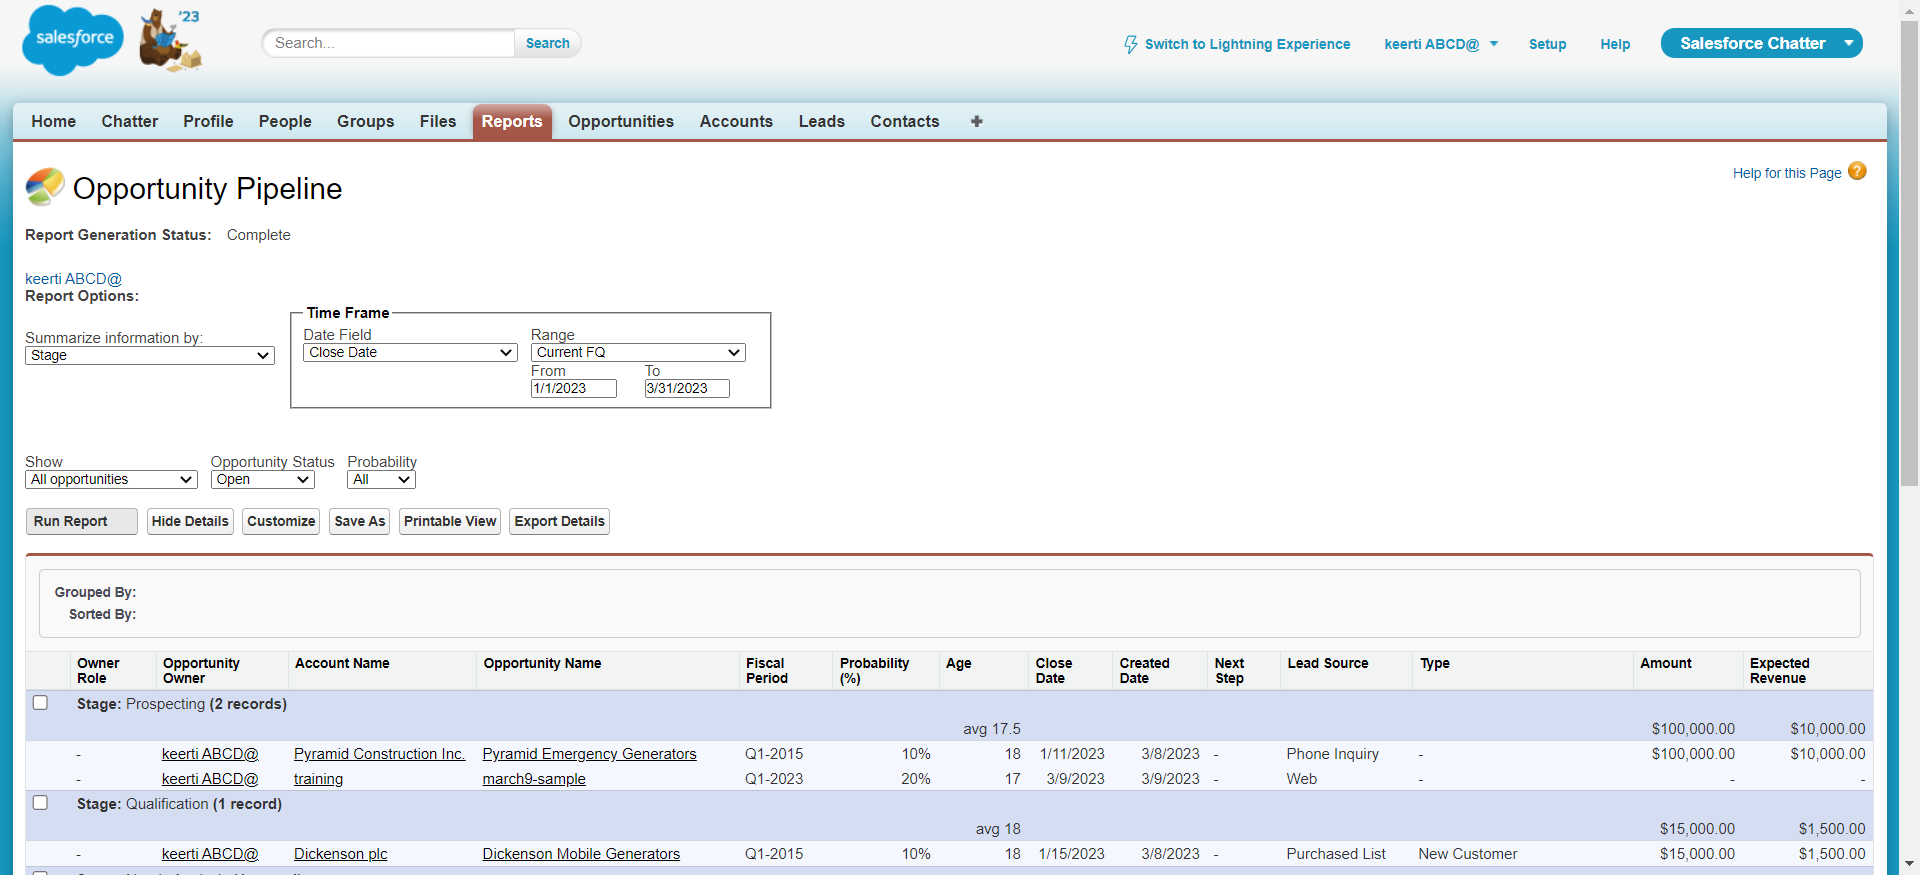 salesforce
'23
Search...
Search
Switch to Lightning Experience
keerti ABCD@
Setup
Help
Salesforce Chatter
Home Chatter Profile People Groups Files Reports Opportunities Accounts Leads Contacts +
Opportunity Pipeline
Help for this Page ?
Report Generation Status: Complete
keerti ABCD@
Report Options:
Summarize information by:
Stage
Time Frame
Date Field Range
Close Date Current FQ
From To
1/1/2023 3/31/2023
Show Opportunity Status Probability
All opportunities Open All
Run Report Hide Details Customize Save As Printable View Export Details
Grouped By:
Sorted By:
Owner Role Opportunity Owner Account Name Opportunity Name Fiscal Period Probability (%) Age Close Date Created Date Next Step Lead Source Type Amount Expected Revenue
Stage: Prospecting (2 records)
avg 17.5 $100,000.00 $10,000.00
- keerti ABCD@ Pyramid Construction Inc. Pyramid Emergency Generators Q1-2015 10% 18 1/11/2023 3/8/2023 - Phone Inquiry - $100,000.00 $10,000.00
- keerti ABCD@ training march9-sample Q1-2023 20% 17 3/9/2023 3/9/2023 - Web - - -
Stage: Qualification (1 record)
avg 18 $15,000.00 $1,500.00
- keerti ABCD@ Dickenson plc Dickenson Mobile Generators Q1-2015 10% 18 1/15/2023 3/8/2023 - Purchased List New Customer $15,000.00 $1,500.00